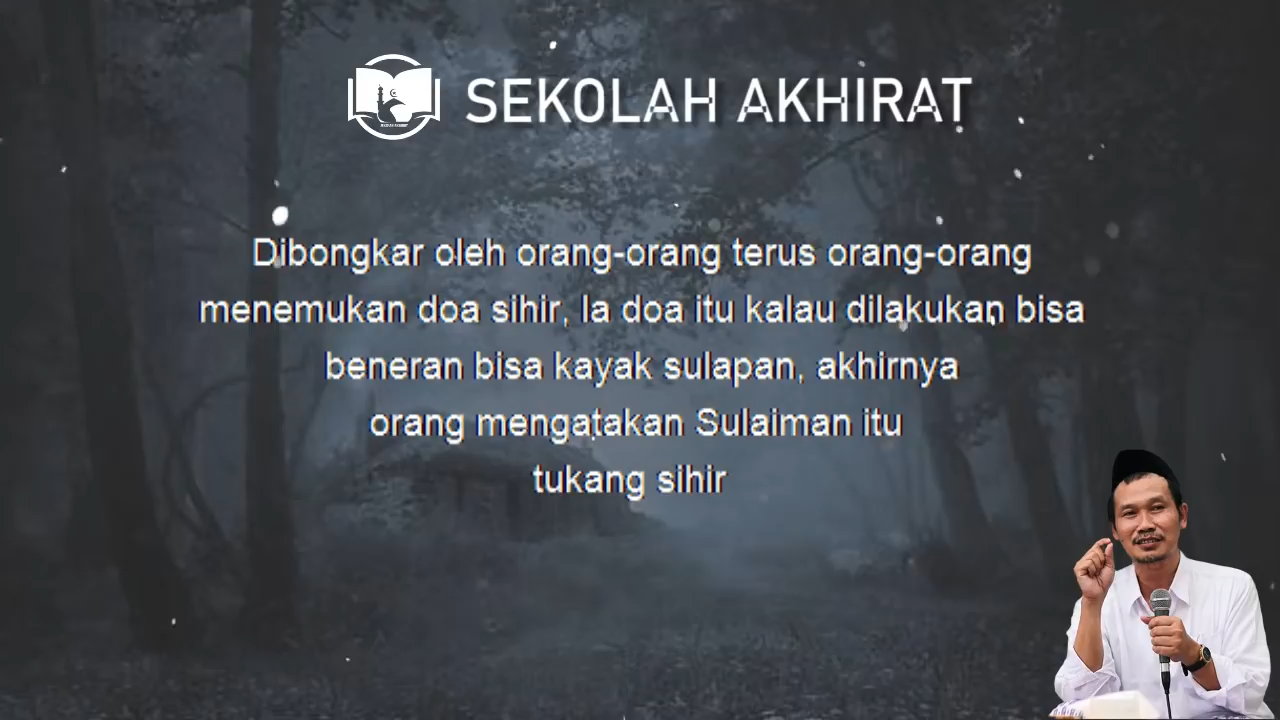 SEKOLAH AKHIRAT
Dibongkar oleh orang-orang terus orang-orang
menemukan doa sihir, la doa itu kalau dilakukan bisa
beneran bisa kayak sulapan, akhirnya
orang mengatakan Sulaiman itu
tukang sihir